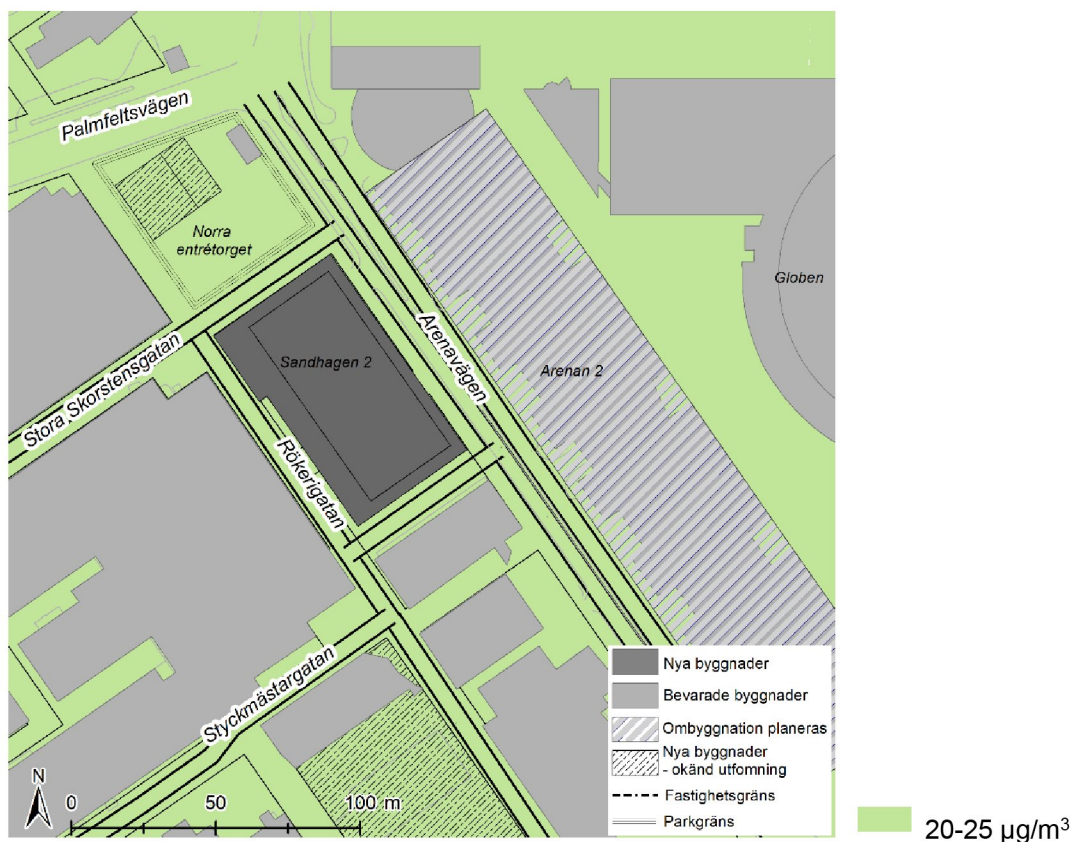 Palmfeltsvägen
Norra
entrétorget
Globen
Arenavägen
Sandhagen 2
Arenan 2
Stora Skorstensgatan
Rökerigatan
Styckmästargatan
Nya byggnader
Bevarade byggnader
Ombyggnation planeras
Nya byggnader
- okänd utfomning
Fastighetsgräns
Parkgräns
N
0 50 100 m
20-25 µg/m³